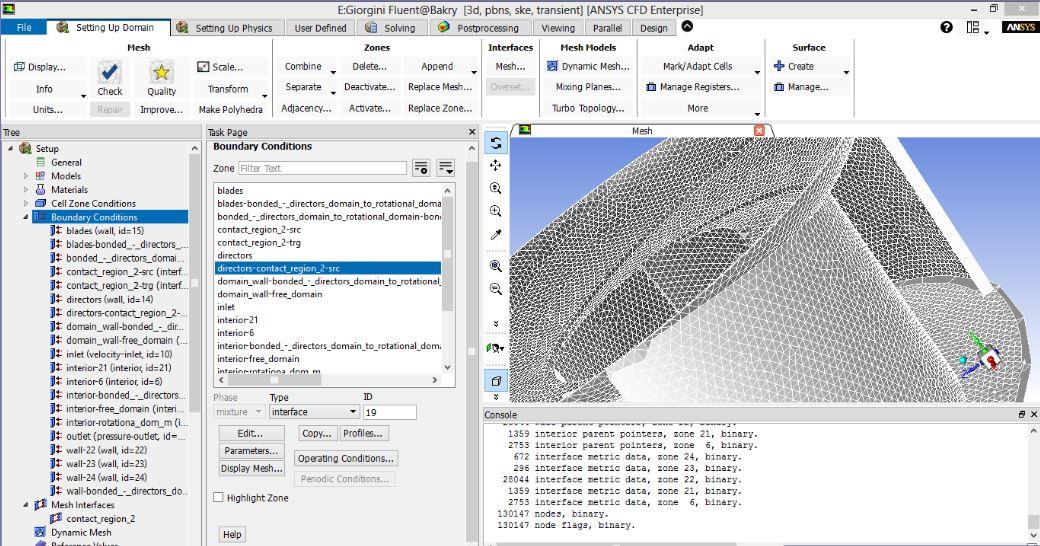 E:Giorgini Fluent@Bakry [3d, pbns, ske, transient] [ANSYS CFD Enterprise]
File Setting Up Domain Setting Up Physics User Defined Solving Postprocessing Viewing Parallel Design ANSYS
Mesh Zones Interfaces Mesh Models Adapt Surface
Display... Scale... Combine Delete... Append Mesh... Dynamic Mesh... Mark/Adapt Cells Create
Info Check Quality Transform Separate Deactivate... Replace Mesh... Overset... Mixing Planes... Manage Registers... Manage...
Units... Repair Improve... Make Polyhedra Adjacency... Activate... Replace Zone... Turbo Topology... More
Tree
Setup
General
Models
Materials
Cell Zone Conditions
Boundary Conditions
blades (wall, id=15)
blades-bonded_-_directors_...
bonded_-_directors_domai...
contact_region_2-src (interf...
contact_region_2-trg (interf...
directors (wall, id=14)
directors-contact_region_2-...
domain_wall-bonded_-_dir...
domain_wall-free_domain (...
inlet (velocity-inlet, id=10)
interior-21 (interior, id=21)
interior-6 (interior, id=6)
interior-bonded_-_directors...
interior-free_domain (interi...
interior-rotationa_dom_m (i...
outlet (pressure-outlet, id=...
wall-22 (wall, id=22)
wall-23 (wall, id=23)
wall-24 (wall, id=24)
wall-bonded_-_directors_do...
Mesh Interfaces
contact_region_2
Dynamic Mesh
Reference Values
Task Page
Boundary Conditions
Zone Filter Text
blades
blades-bonded_-_directors_domain_to_rotational_doma
bonded_-_directors_domain_to_rotational_domain-bon
contact_region_2-src
contact_region_2-trg
directors
directors-contact_region_2-src
domain_wall-bonded_-_directors_domain_to_rotational_
domain_wall-free_domain
inlet
interior-21
interior-6
interior-bonded_-_directors_domain_to_rotational_doma
interior-free_domain
interior-rotationa_dom_m
Phase Type ID
mixture interface 19
Edit... Copy... Profiles...
Parameters... Operating Conditions...
Display Mesh... Periodic Conditions...
Highlight Zone
Help
Mesh
Console
1359 interior parent pointers, zone 21, binary.
2753 interior parent pointers, zone 6, binary.
672 interface metric data, zone 24, binary.
296 interface metric data, zone 23, binary.
28044 interface metric data, zone 22, binary.
1359 interface metric data, zone 21, binary.
2753 interface metric data, zone 6, binary.
130147 nodes, binary.
130147 node flags, binary.